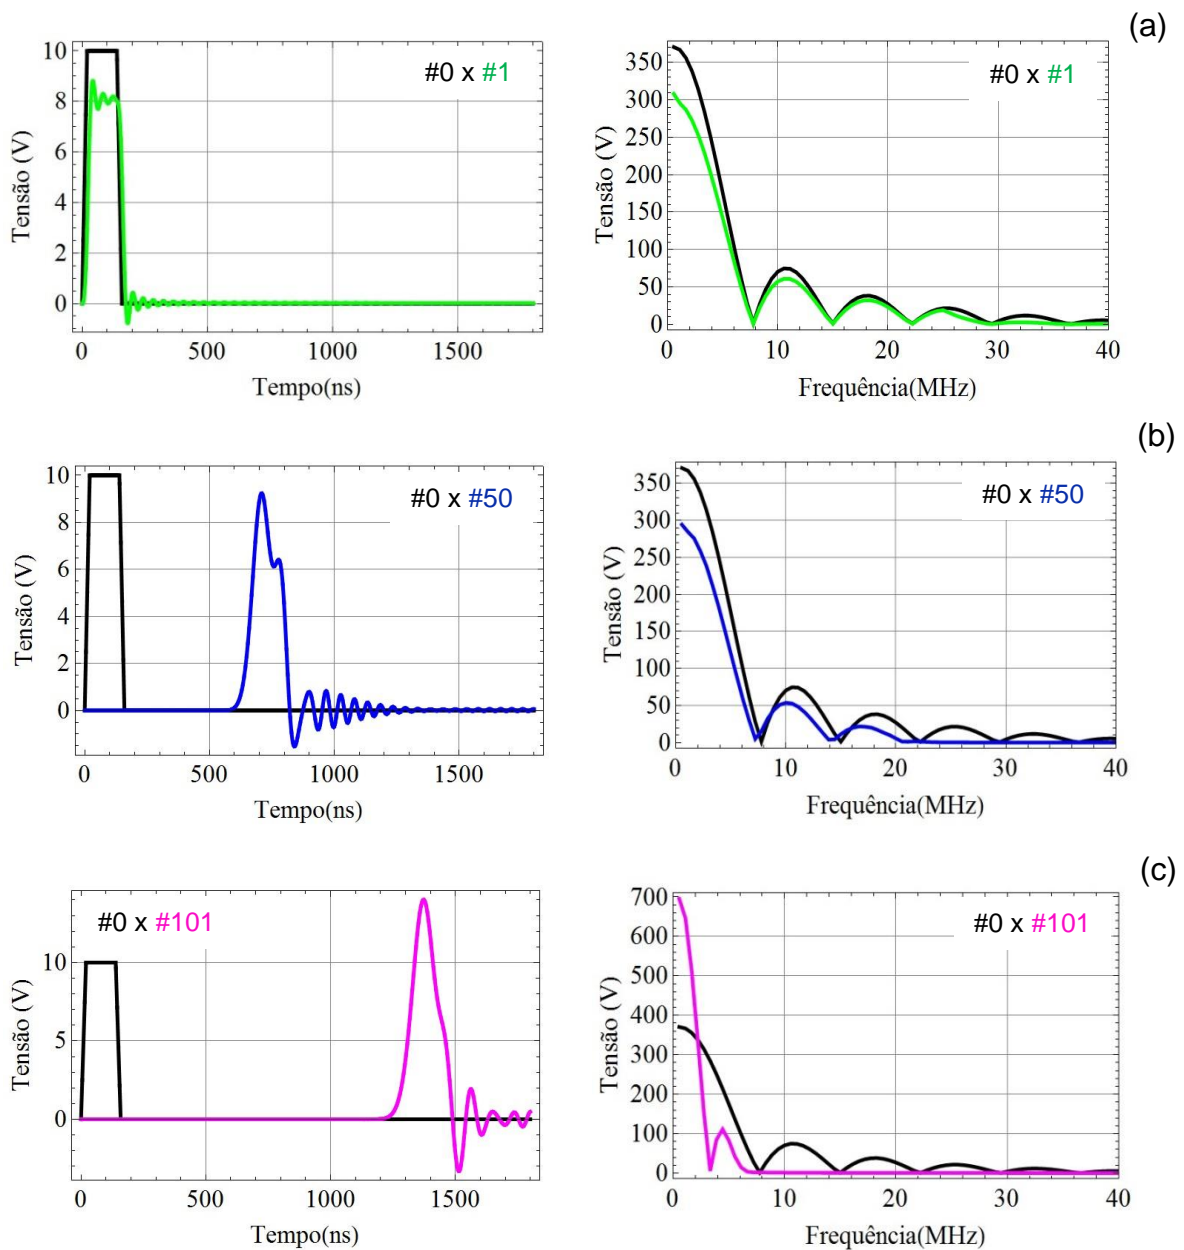 (a)
#0 x #1
Tensão (V)
10
8
6
4
2
0
0 500 1000 1500
Tempo(ns)
#0 x #1
Tensão (V)
350
300
250
200
150
100
50
0
0 10 20 30 40
Frequência(MHz)
(b)
#0 x #50
Tensão (V)
10
8
6
4
2
0
0 500 1000 1500
Tempo(ns)
#0 x #50
Tensão (V)
350
300
250
200
150
100
50
0
0 10 20 30 40
Frequência(MHz)
(c)
#0 x #101
Tensão (V)
10
5
0
0 500 1000 1500
Tempo(ns)
#0 x #101
Tensão (V)
700
600
500
400
300
200
100
0
0 10 20 30 40
Frequência(MHz)